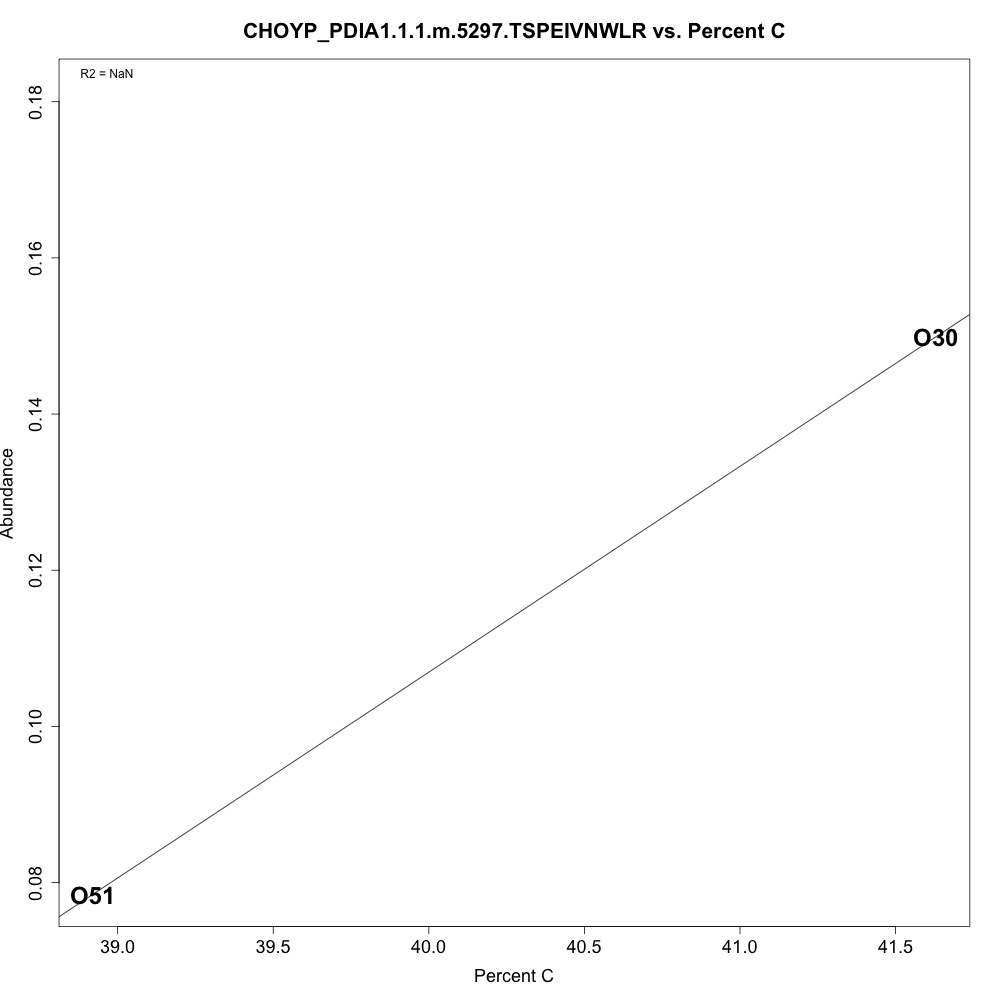 CHOYP_PDIA1.1.1.m.5297.TSPEIVNWLR vs. Percent C
R2 = NaN
0.18
0.16
0.14
0.12
0.10
0.08
Abundance
O30
O51
39.0 39.5 40.0 40.5 41.0 41.5
Percent C